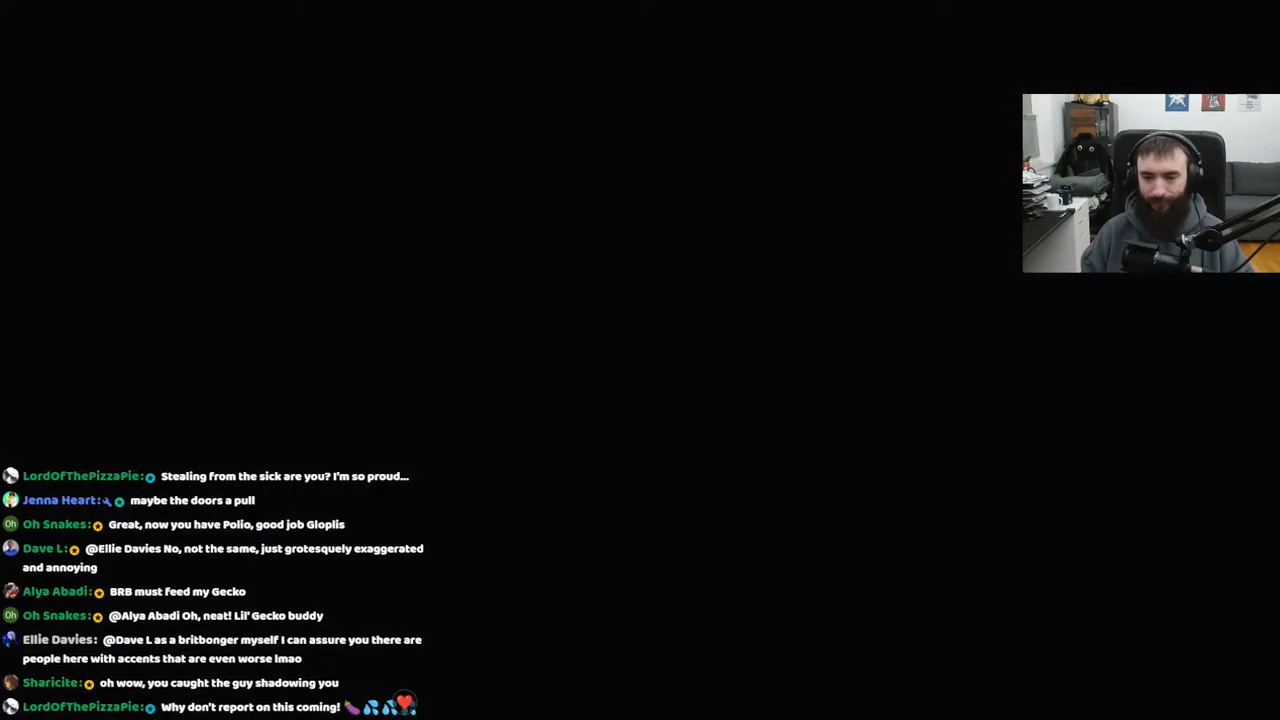 LordOfThePizzaPie: Stealing from the sick are you? I'm so proud...
Jenna Heart: maybe the doors a pull
Oh Oh Snakes: Great, now you have Polio, good job Gloplis
Dave L: @Ellie Davies No, not the same, just grotesquely exaggerated
and annoying
Alya Abadi: BRB must feed my Gecko
Oh Oh Snakes: @Alya Abadi Oh, neat! Lil' Gecko buddy
Ellie Davies: @Dave L as a britbonger myself I can assure you there are
people here with accents that are even worse lmao
Sharicite: oh wow, you caught the guy shadowing you
LordOfThePizzaPie: Why don't report on this coming! 🍆💦💦❣️